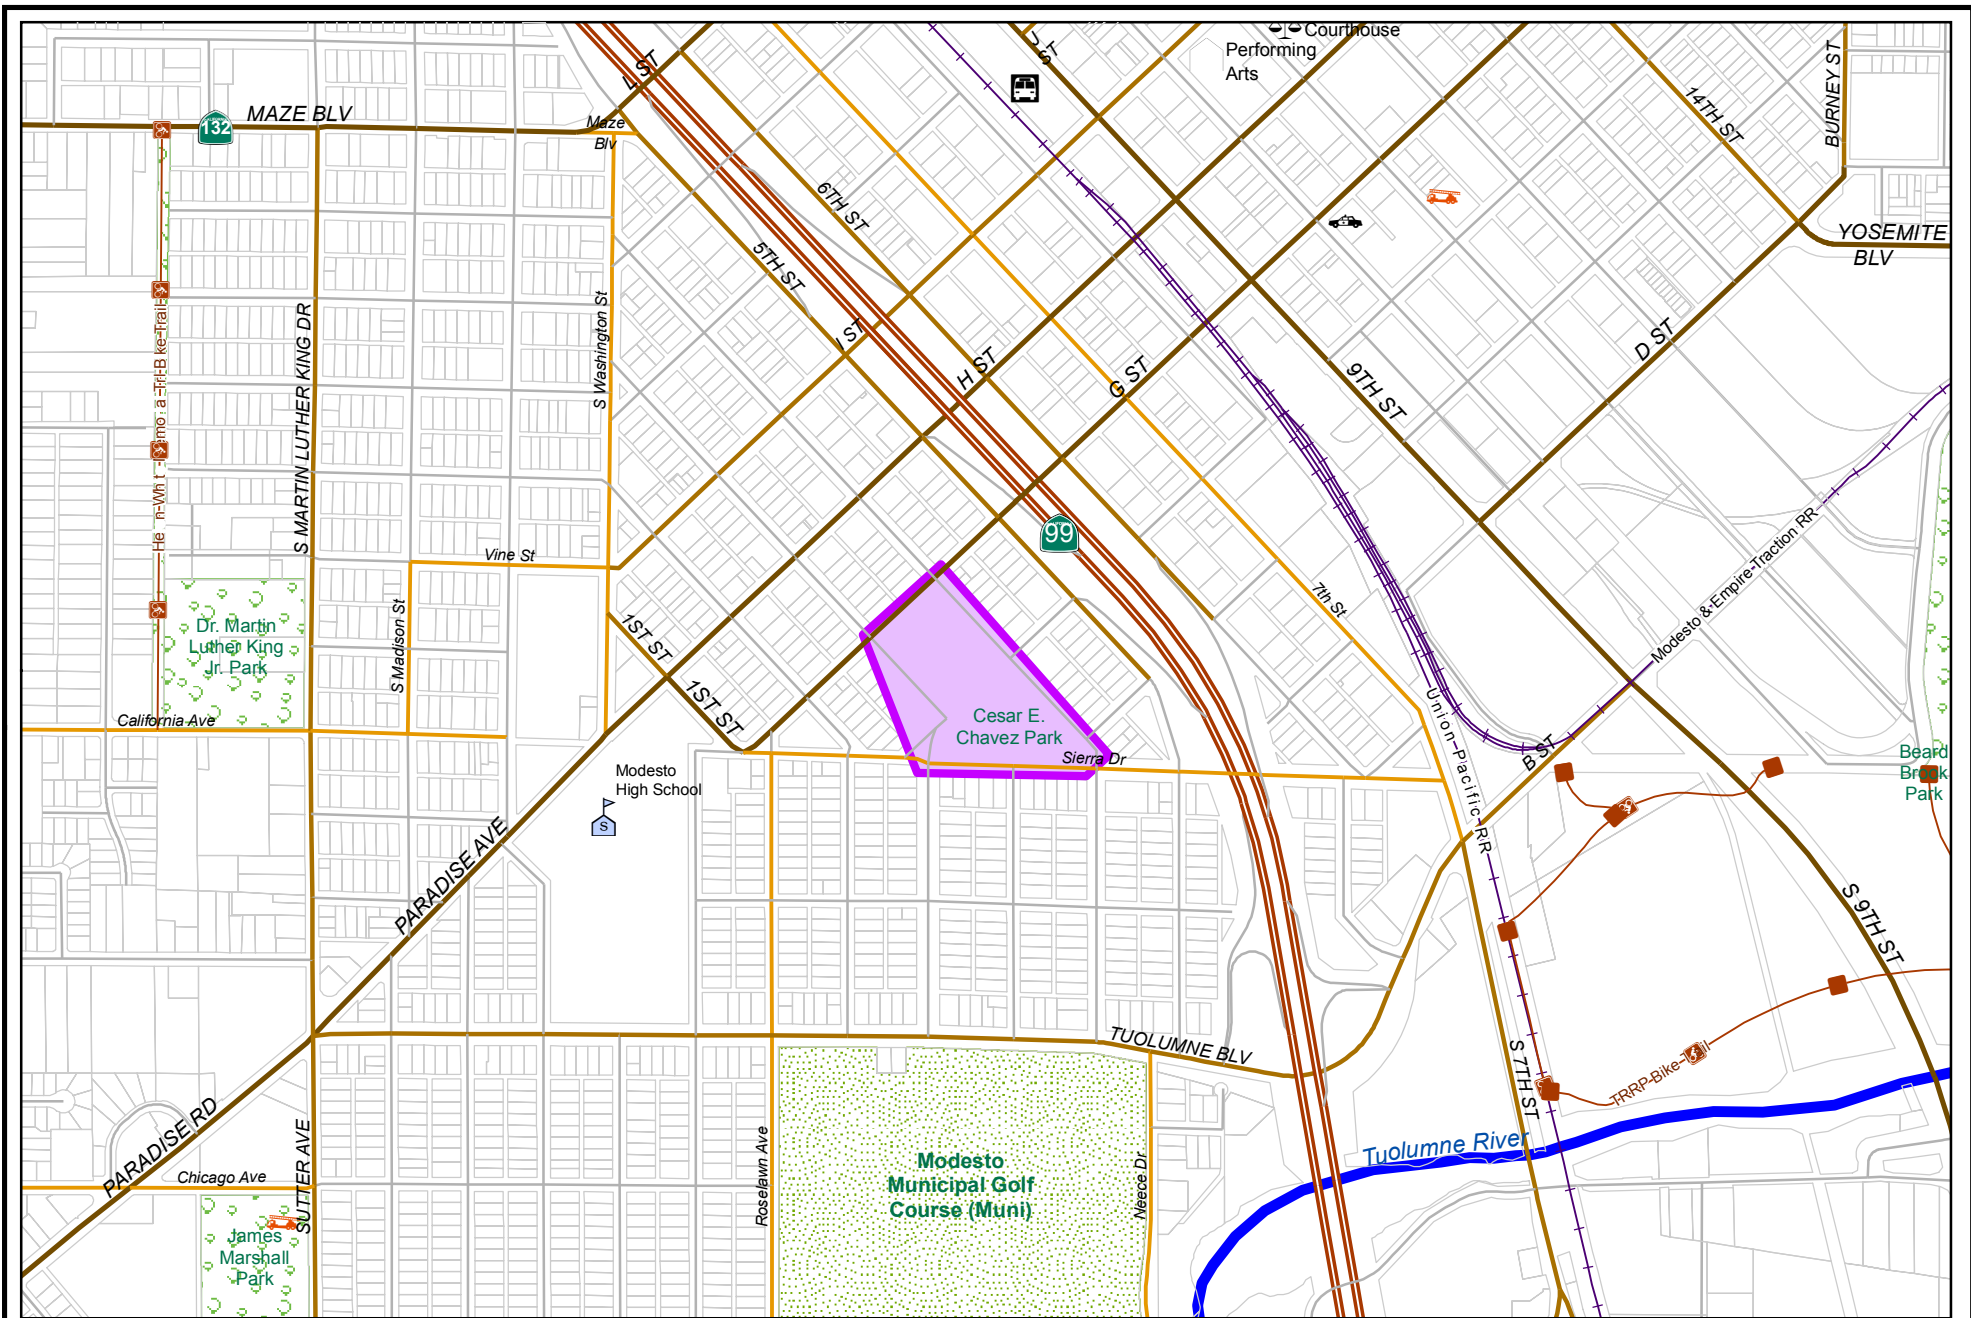 Courthouse
Performing
Arts
L ST
J ST
14TH ST
BURNEY ST
132
MAZE BLV
Maze
Blv
6TH ST
YOSEMITE
BLV
5TH ST
S Washington St
S MARTIN LUTHER KING DR
I ST
H ST
G ST
9TH ST
D ST
99
Vine St
7th St
Modesto & Empire Traction RR
1ST ST
Dr. Martin
Luther King
Jr. Park
S Madison St
1ST ST
California Ave
Cesar E.
Chavez Park
Sierra Dr
Union Pacific RR
B ST
Beard
Brook
Park
Modesto
High School
S
PARADISE AVE
S 9TH ST
TUOLUMNE BLV
S 7TH ST
TRRP Bike Trail
PARADISE RD
SUTTER AVE
Chicago Ave
Roselawn Ave
Neece Dr
Tuolumne River
Modesto
Municipal Golf
Course (Muni)
James
Marshall
Park